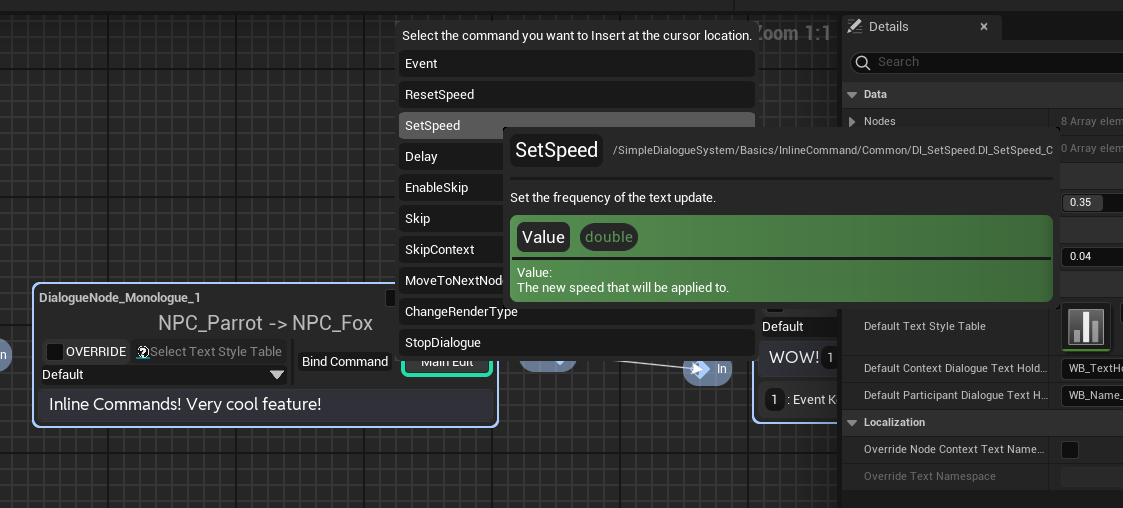 Select the command you want to Insert at the cursor location.
Zoom 1:1
Event
ResetSpeed
SetSpeed
Delay
EnableSkip
Skip
SkipContext
MoveToNextNode
ChangeRenderType
StopDialogue
SetSpeed /SimpleDialogueSystem/Basics/InlineCommand/Common/DI_SetSpeed.DI_SetSpeed_C
Set the frequency of the text update.
Value double
Value:
The new speed that will be applied to.
DialogueNode_Monologue_1
NPC_Parrot -> NPC_Fox
OVERRIDE Select Text Style Table
Default
Bind Command
Main Edit
Inline Commands! Very cool feature!
In
Default
WOW! 1
1 : Event K
Details
Search
Data
Nodes 8 Array elem
0 Array elem
0.35
0.04
Default Text Style Table
Default Context Dialogue Text Hold... WB_TextHo
Default Participant Dialogue Text H... WB_Name_
Localization
Override Node Context Text Name...
Override Text Namespace